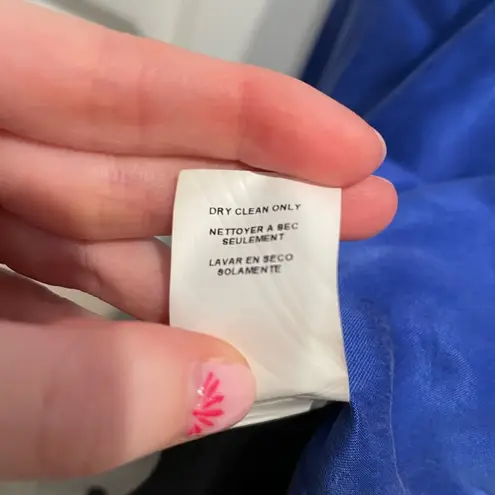 DRY CLEAN ONLY
NETTOYER A SEC
SEULEMENT
LAVAR EN SECO
SOLAMENTE